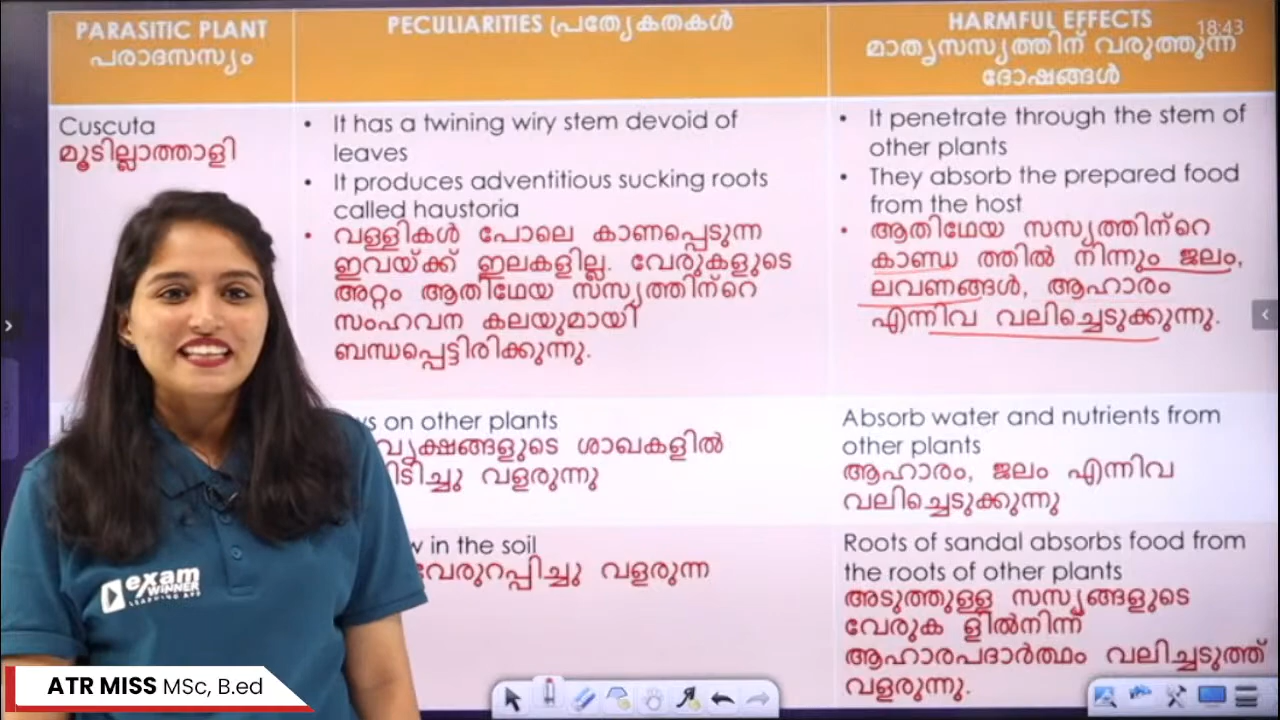 PARASITIC PLANT
പരാദസസ്യം
PECULIARITIES പ്രത്യേകതകൾ
HARMFUL EFFECTS
മാതൃസസ്യത്തിന് വരുത്തുന്ന
ദോഷങ്ങൾ
18:43
Cuscuta
മൂടില്ലാത്താളി
• It has a twining wiry stem devoid of
leaves
• It produces adventitious sucking roots
called haustoria
• വള്ളികൾ പോലെ കാണപ്പെടുന്ന
ഇവയ്ക്ക് ഇലകളില്ല. വേരുകളുടെ
അറ്റം ആതിഥേയ സസ്യത്തിന്റെ
സംഹവന കലയുമായി
ബന്ധപ്പെട്ടിരിക്കുന്നു.
• It penetrate through the stem of
other plants
• They absorb the prepared food
from the host
• ആതിഥേയ സസ്യത്തിന്റെ
കാണ്ഡ ത്തിൽ നിന്നും ജലം,
ലവണങ്ങൾ, ആഹാരം
എന്നിവ വലിച്ചെടുക്കുന്നു.
on other plants
വൃക്ഷങ്ങളുടെ ശാഖകളിൽ
വളരുന്നു
Absorb water and nutrients from
other plants
ആഹാരം, ജലം എന്നിവ
വലിച്ചെടുക്കുന്നു
in the soil
വേരുറപ്പിച്ചു വളരുന്ന
Roots of sandal absorbs food from
the roots of other plants
അടുത്തുള്ള സസ്യങ്ങളുടെ
വേരുക ളിൽനിന്ന്
ആഹാരപദാർത്ഥം വലിച്ചടുത്ത്
വളരുന്നു.
exam
WINNER
LEARNING APP
ATR MISS MSc, B.ed